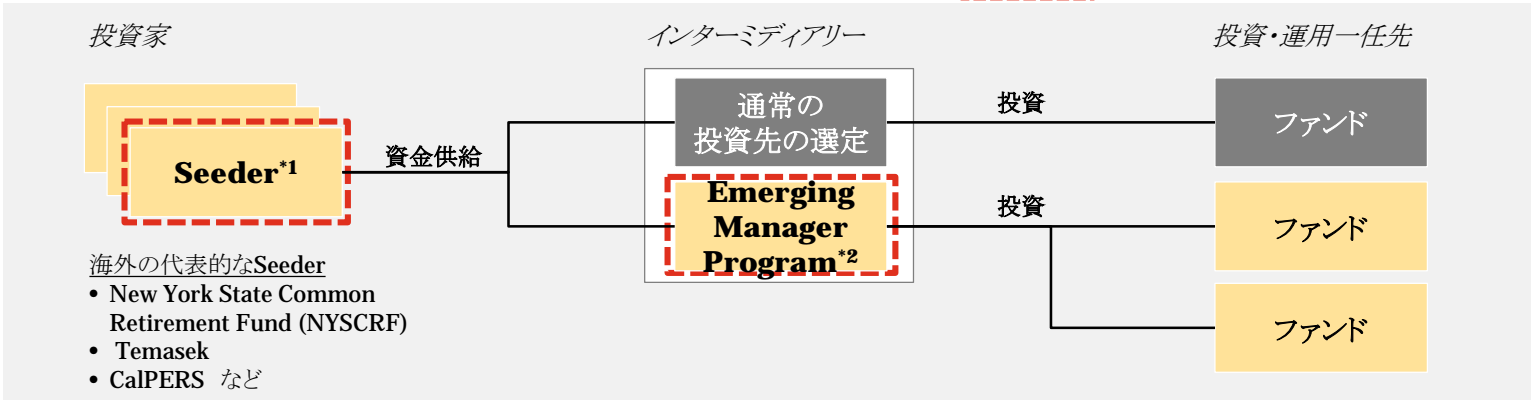 投資家
インターミディアリー
投資・運用一任先
Seeder*1
資金供給
通常の
投資先の選定
投資
ファンド
Emerging
Manager
Program*2
投資
ファンド
ファンド
海外の代表的なSeeder
• New York State Common
Retirement Fund (NYSCRF)
• Temasek
• CalPERS など